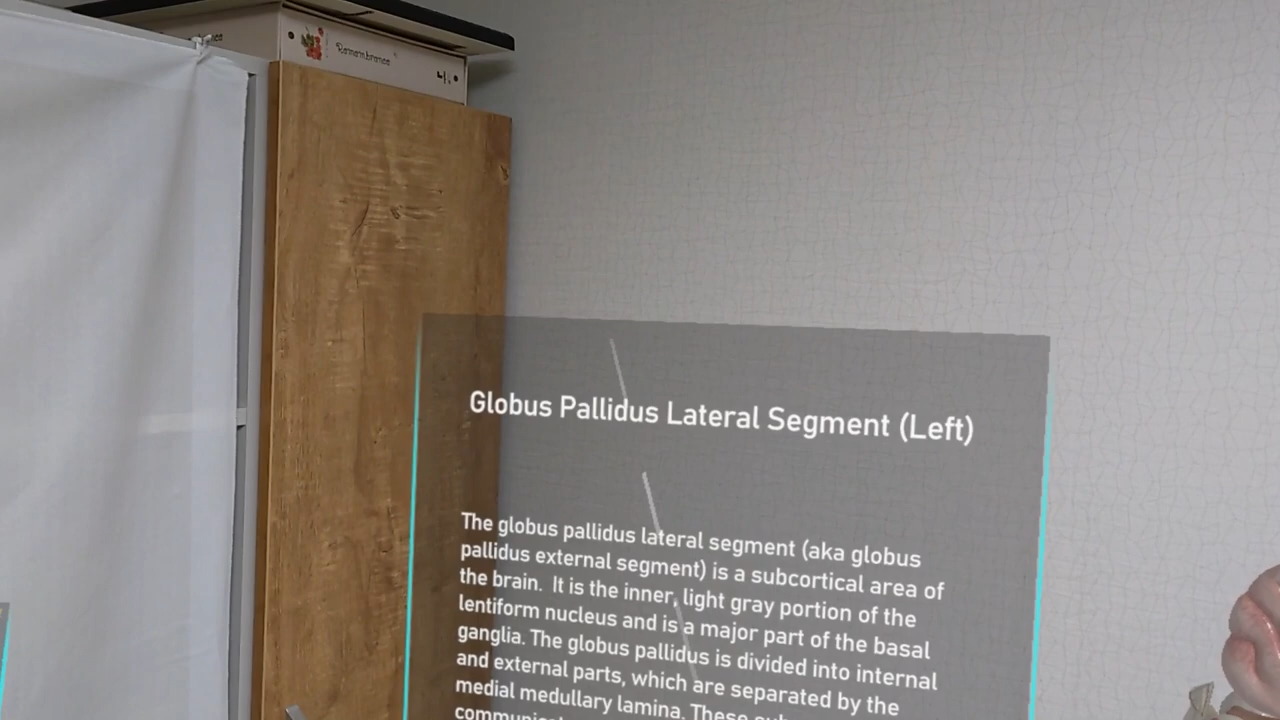 Remembrance
Globus Pallidus Lateral Segment (Left)
The globus pallidus lateral segment (aka globus
pallidus external segment) is a subcortical area of
the brain. It is the inner, light gray portion of the
lentiform nucleus and is a major part of the basal
ganglia. The globus pallidus is divided into internal
and external parts, which are separated by the
medial medullary lamina. These